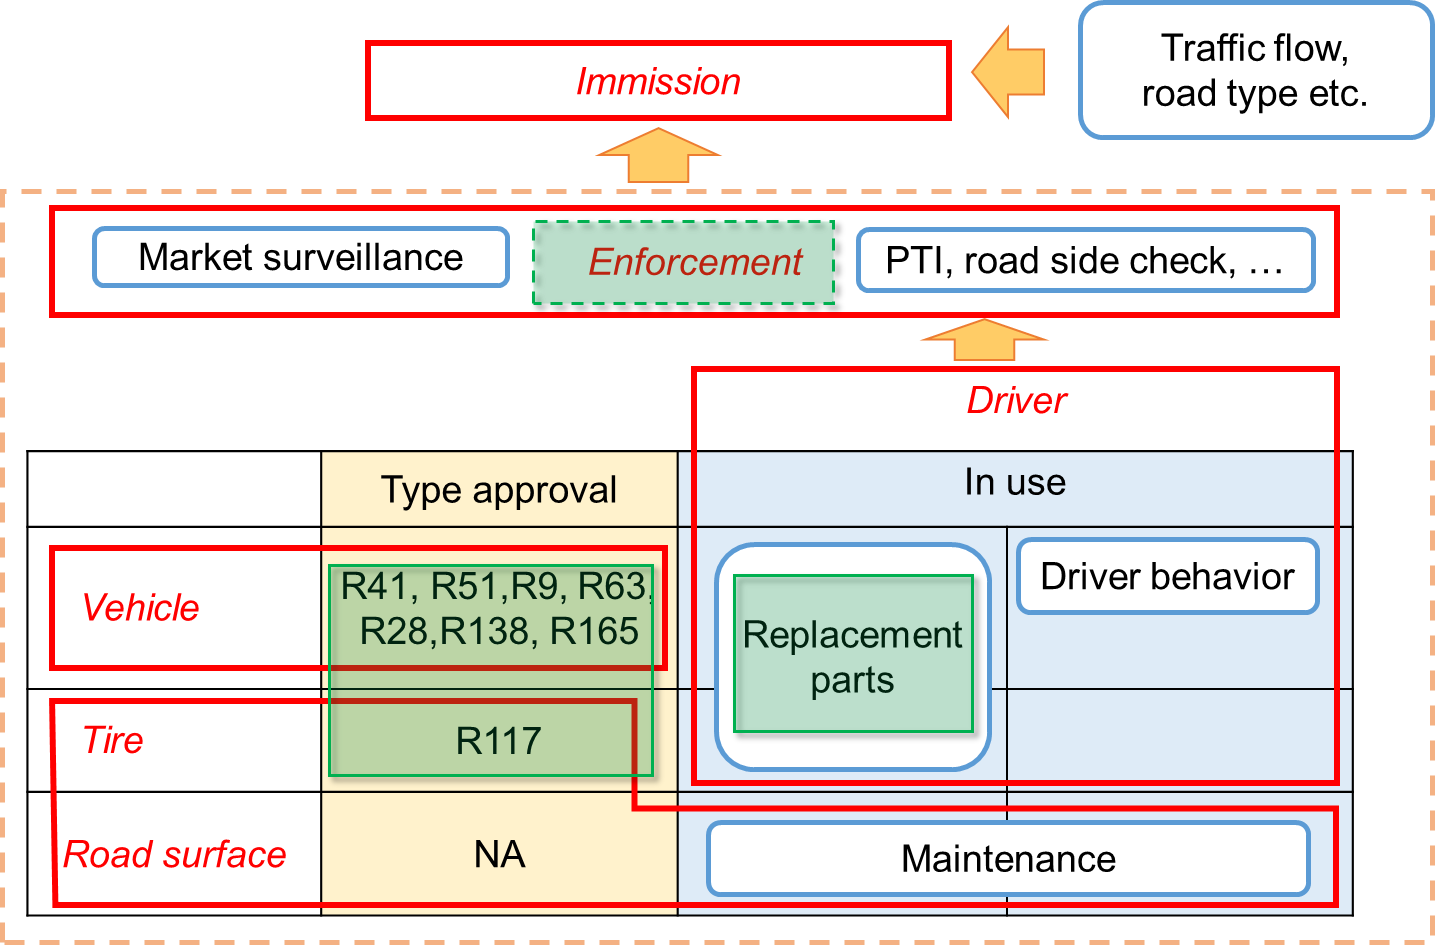 Immission
Traffic flow,
road type etc.
Market surveillance
Enforcement
PTI, road side check, …
Driver
Type approval
In use
Vehicle
R41, R51,R9, R63,
R28,R138, R165
Replacement
parts
Driver behavior
Tire
R117
Road surface
NA
Maintenance